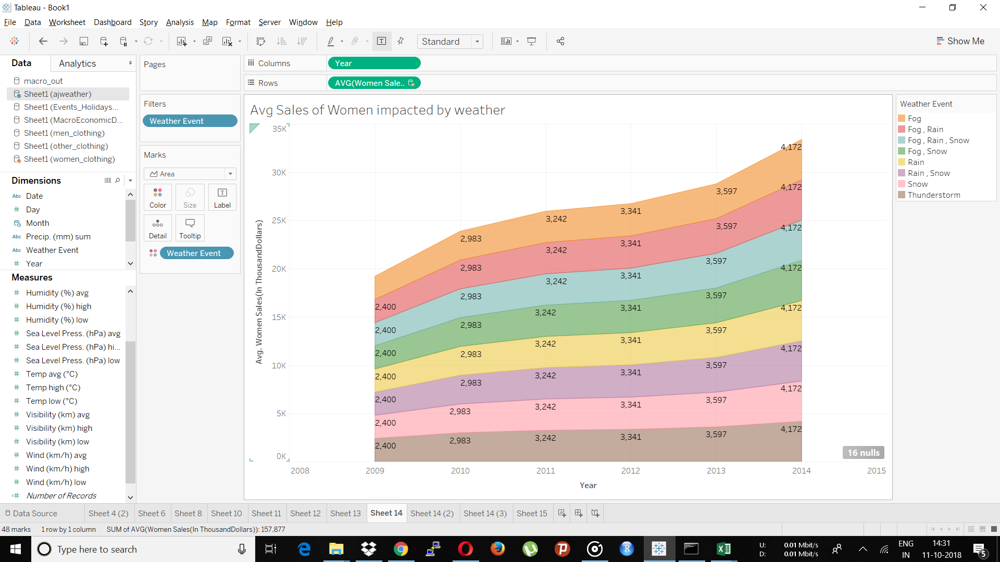 Tableau - Book1
File Data Worksheet Dashboard Story Analysis Map Format Server Window Help
Standard
Show Me
Data Analytics
macro_out
Sheet1 (ajweather)
Sheet1 (Events_Holidays...
Sheet1 (MacroEconomicD...
Sheet1 (men_clothing)
Sheet1 (other_clothing)
Sheet1 (women_clothing)
Dimensions
Abc Date
Day
Month
Abc Precip. (mm) sum
Abc Weather Event
Year
Measures
Humidity (%) avg
Humidity (%) high
Humidity (%) low
Sea Level Press. (hPa) avg
Sea Level Press. (hPa) hi...
Sea Level Press. (hPa) low
Temp avg (°C)
Temp high (°C)
Temp low (°C)
Visibility (km) avg
Visibility (km) high
Visibility (km) low
Wind (km/h) avg
Wind (km/h) high
Wind (km/h) low
Number of Records
Pages
Filters
Weather Event
Marks
Area
Color Size Label
Detail Tooltip
Weather Event
Columns Year
Rows AVG(Women Sale..
Avg Sales of Women impacted by weather
Avg. Women Sales(In ThousandDollars)
35K
30K
25K
20K
15K
10K
5K
0K
2,400
2,400
2,400
2,400
2,400
2,400
2,400
2,983
2,983
2,983
2,983
2,983
2,983
2,983
2,983
3,242
3,242
3,242
3,242
3,242
3,242
3,242
3,242
3,341
3,341
3,341
3,341
3,341
3,341
3,341
3,341
3,597
3,597
3,597
3,597
3,597
3,597
3,597
3,597
4,172
4,172
4,172
4,172
4,172
4,172
4,172
4,172
16 nulls
2008 2009 2010 2011 2012 2013 2014 2015
Year
Weather Event
Fog
Fog , Rain
Fog , Rain , Snow
Fog , Snow
Rain
Rain , Snow
Snow
Thunderstorm
Data Source Sheet 4 (2) Sheet 6 Sheet 8 Sheet 10 Sheet 11 Sheet 12 Sheet 13 Sheet 14 Sheet 14 (2) Sheet 14 (3) Sheet 15
48 marks 1 row by 1 column SUM of AVG(Women Sales(In ThousandDollars)): 157,877
Type here to search
U: 0.01 Mbit/s
D: 0.01 Mbit/s
ENG
IN
14:31
11-10-2018
5